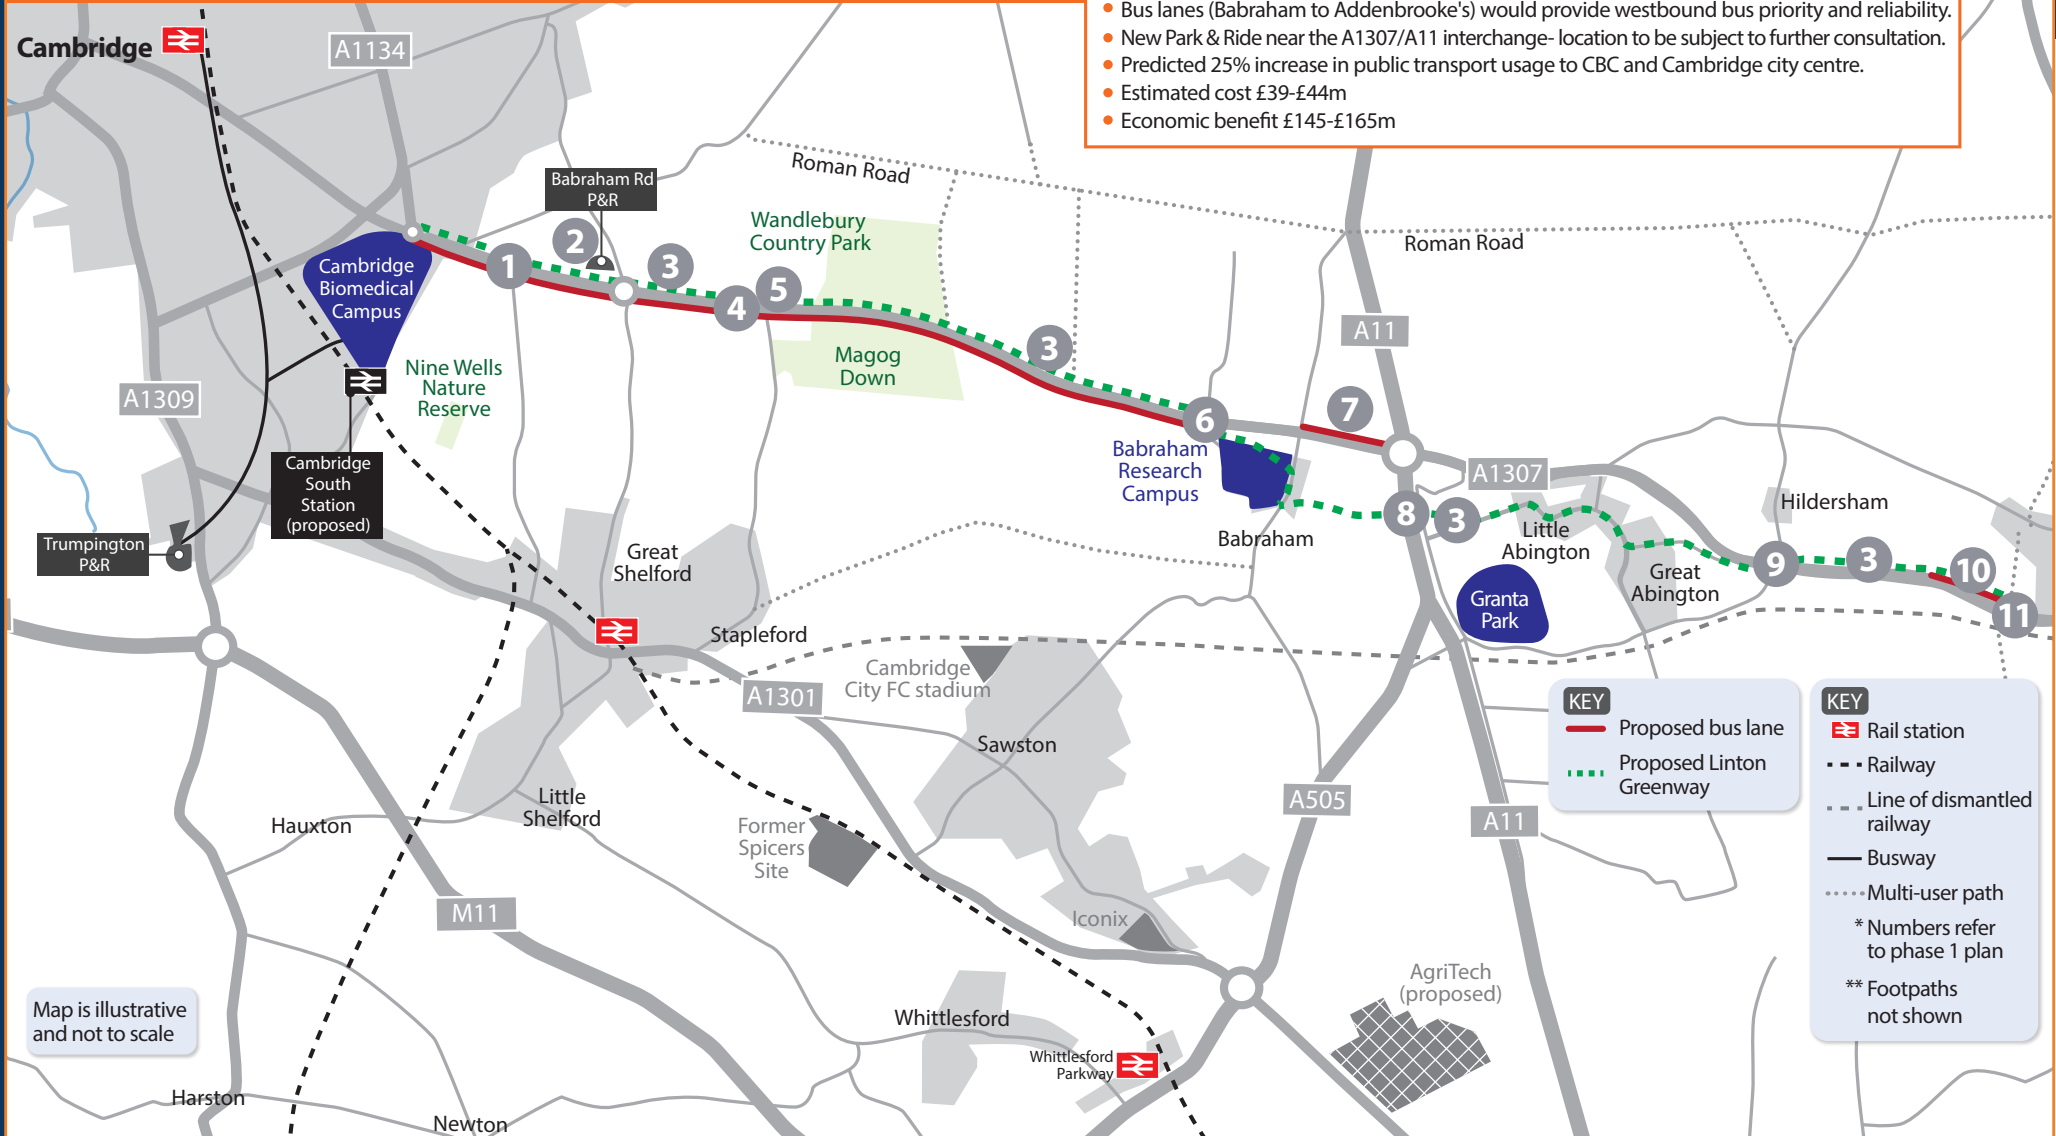 • Bus lanes (Babraham to Addenbrooke's) would provide westbound bus priority and reliability.
• New Park & Ride near the A1307/A11 interchange- location to be subject to further consultation.
• Predicted 25% increase in public transport usage to CBC and Cambridge city centre.
• Estimated cost £39-£44m
• Economic benefit £145-£165m
Cambridge
A1134
Babraham Rd
P&R
Roman Road
Wandlebury
Country Park
Roman Road
Cambridge
Biomedical
Campus
1
2
3
4
5
3
6
7
A11
Magog
Down
Nine Wells
Nature
Reserve
A1309
Babraham
Research
Campus
Cambridge
South
Station
(proposed)
A1307
Hildersham
8
3
Little
Abington
Babraham
Trumpington
P&R
Great
Shelford
Great
Abington
9
3
10
11
Granta
Park
Stapleford
Cambridge
City FC stadium
A1301
Sawston
KEY
Proposed bus lane
Proposed Linton
Greenway
KEY
Rail station
Railway
Line of dismantled
railway
Busway
Multi-user path
* Numbers refer
to phase 1 plan
** Footpaths
not shown
A505
A11
Little
Shelford
Hauxton
Former
Spicers
Site
M11
Iconix
AgriTech
(proposed)
Map is illustrative
and not to scale
Whittlesford
Whittlesford
Parkway
Harston
Newton